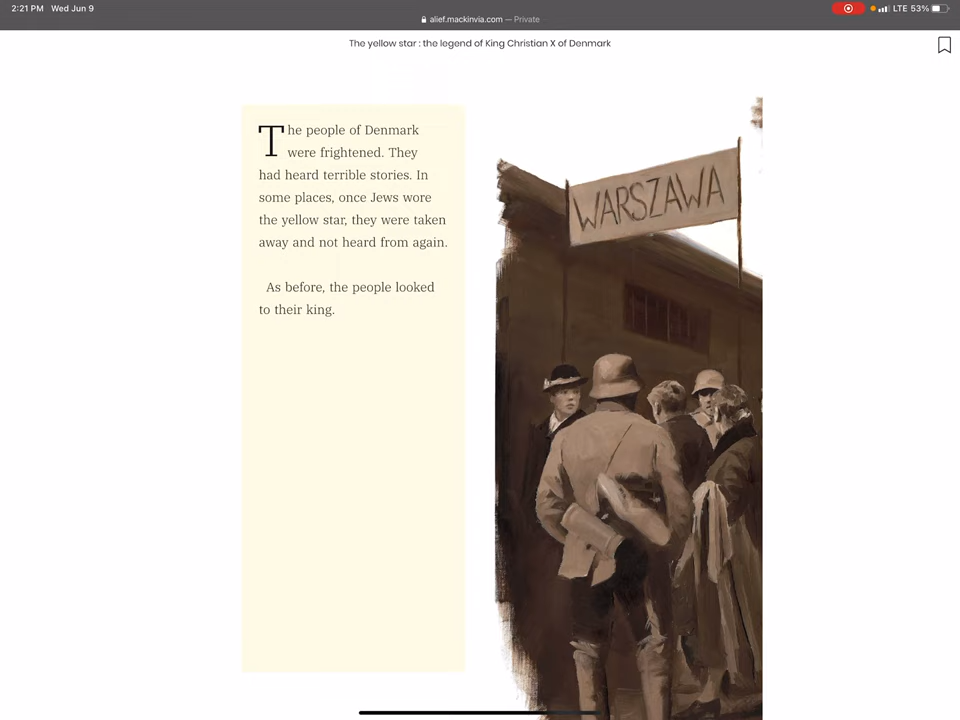 2:21 PM Wed Jun 9
LTE 53%
alief.mackinvia.com — Private
The yellow star : the legend of King Christian X of Denmark
The people of Denmark
were frightened. They
had heard terrible stories. In
some places, once Jews wore
the yellow star, they were taken
away and not heard from again.
As before, the people looked
to their king.
WARSZAWA